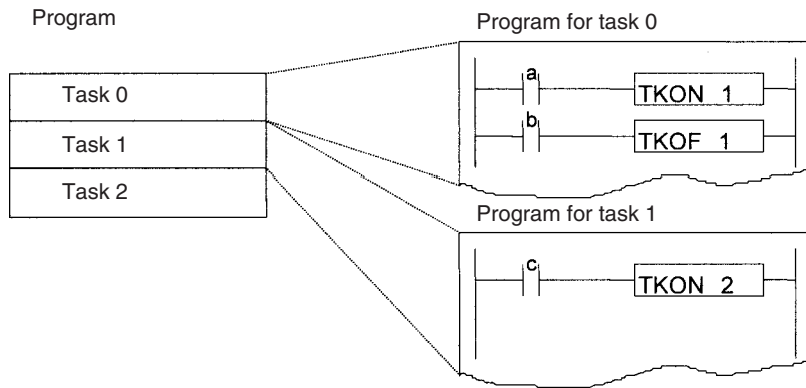 Program
Task 0
Task 1
Task 2
Program for task 0
a
TKON 1
b
TKOF 1
Program for task 1
c
TKON 2